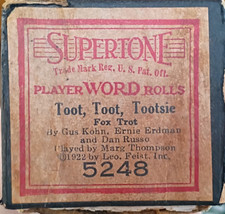 SUPERTONE
Trade Mark Reg. U. S. Pat. Off.
PLAYER WORD ROLLS
Toot, Toot, Tootsie
Fox Trot
By Gus Kohn, Ernie Erdman
and Dan Russo
Played by Marg Thompson
©1922 by Leo. Feist, Inc.
5248